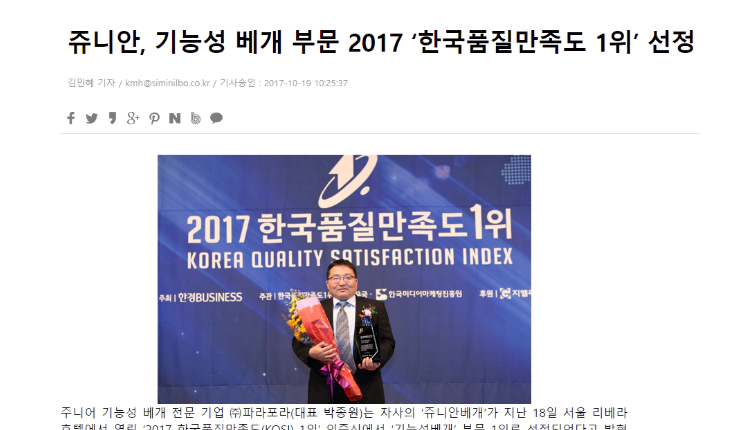 쥬니안, 기능성 베개 부문 2017 ‘한국품질만족도 1위’ 선정
김민혜 기자 / kmh@siminilbo.co.kr / 기사승인 : 2017-10-19 10:25:37
2017 한국품질만족도1위
KOREA QUALITY SATISFACTION INDEX
주최 한경BUSINESS 주관 한국품질만족도1위 한국미디어마케팅진흥원 후원
주니어 기능성 베개 전문 기업 ㈜파라포라(대표 박종원)는 자사의 ‘쥬니안베개’가 지난 18일 서울 리베라
호텔에서 열린 ‘2017 한국품질만족도(KQSI) 1위’ 인증식에서 ‘기능성베개’ 부문 1위로 선정되었다고 밝혔